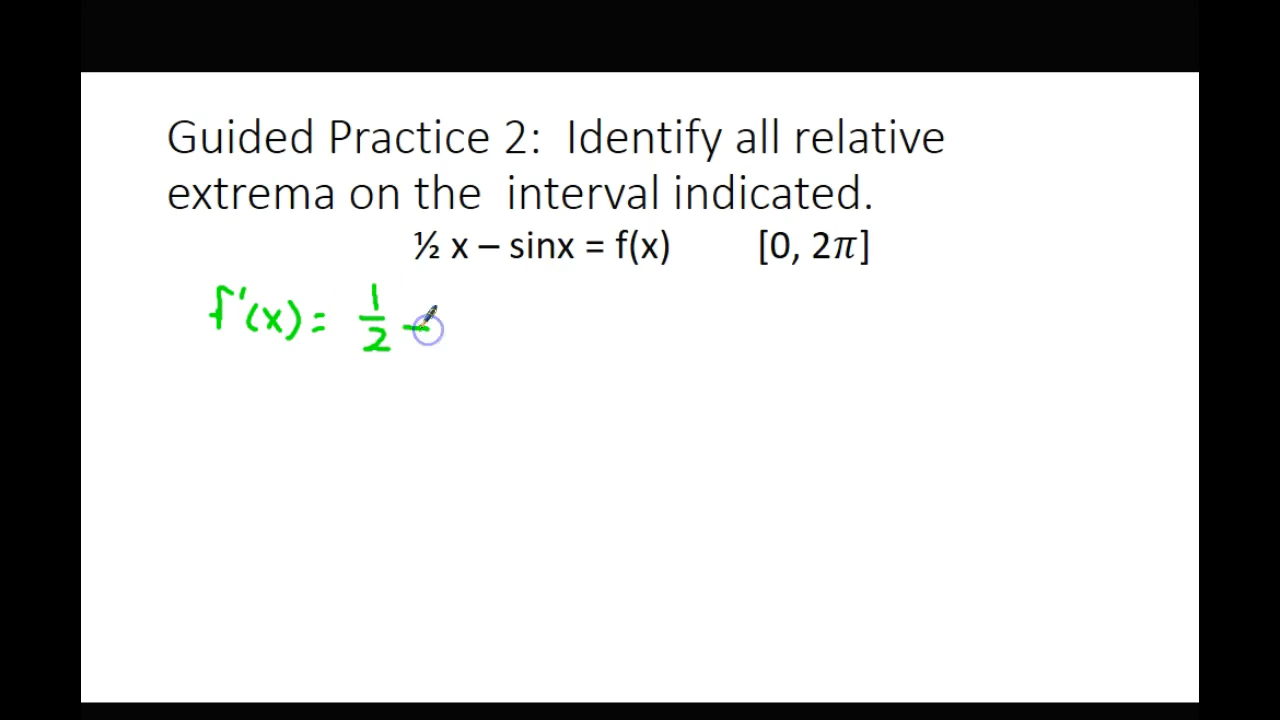 Guided Practice 2: Identify all relative
extrema on the interval indicated.
½ x – sinx = f(x) [0, 2𝜋]
f'(x) = 1/2 –